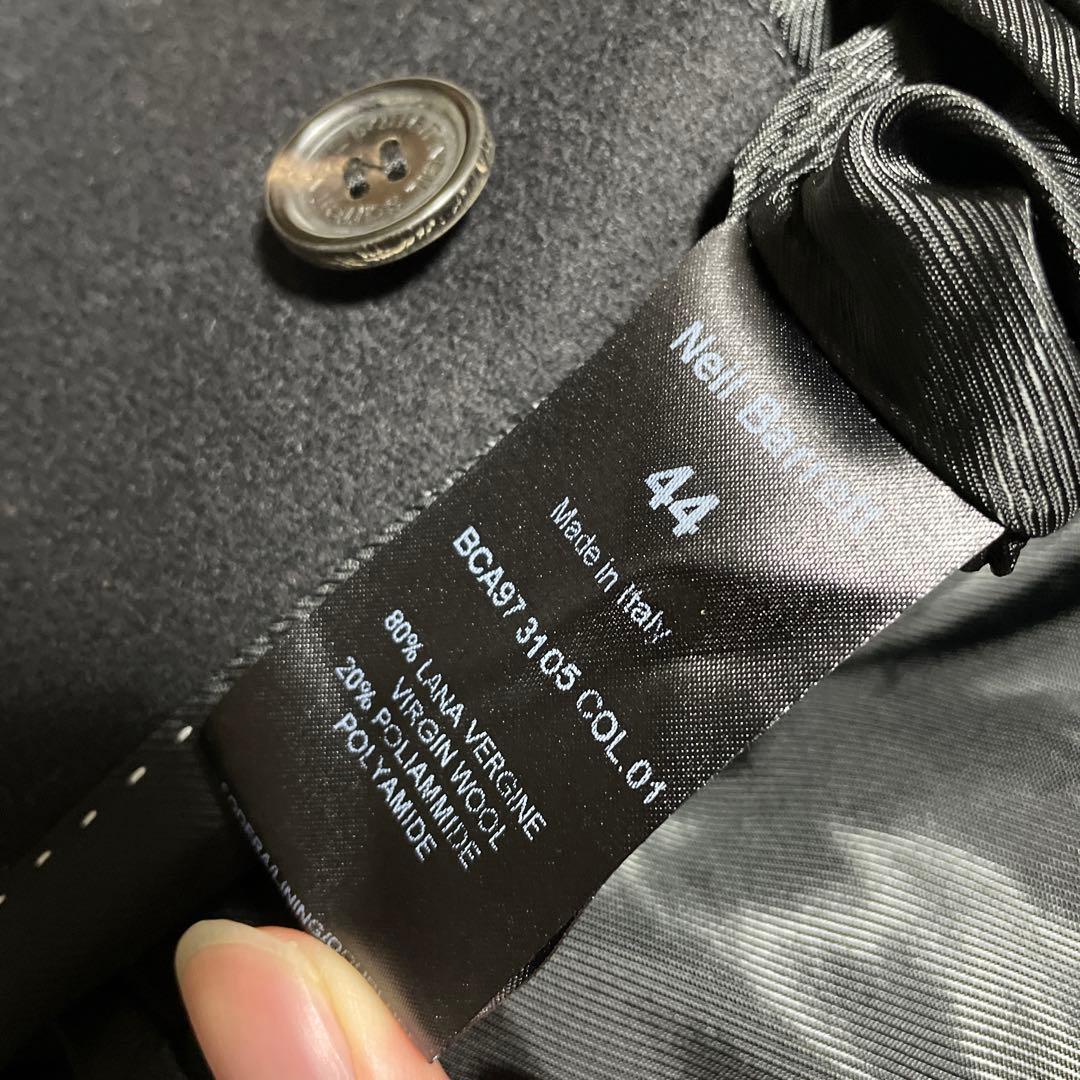 Neil Barrett
44
Made in Italy
BCA97 3105 COL.01
80% LANA VERGINE
VIRGIN WOOL
20% POLIAMMIDE
POLYAMIDE